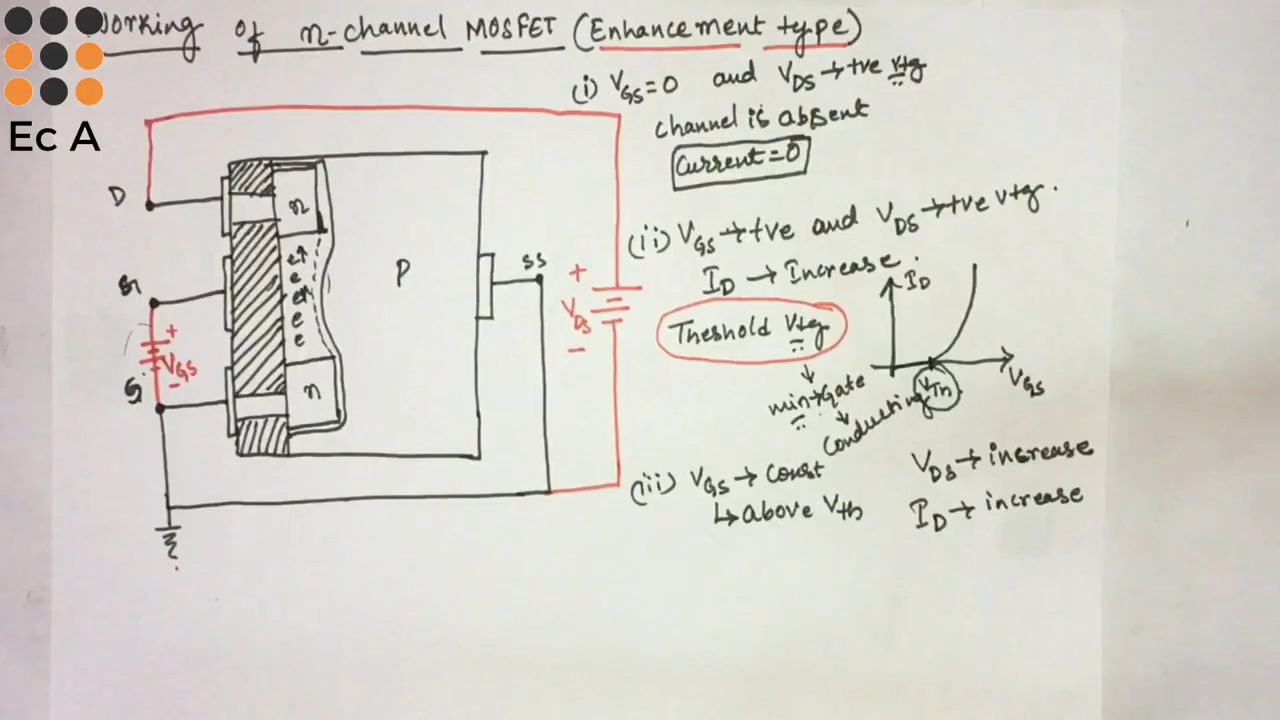 Working of n-channel MOSFET (Enhancement type)
Ec A
(i) VGS=0 and VDS→+ve vtg
channel is absent
Current=0
(ii) VGS→+ve and VDS→+ve vtg.
ID→Increase.
Theshold Vtg
min→Gate
conducting
ID
VTh
VGS
(iii) VGS→const
↳above Vth
VDS→increase
ID→increase
D
n
e
e
e
e
e
P
SS
+
VDS
-
G
+
VGS
-
S
n